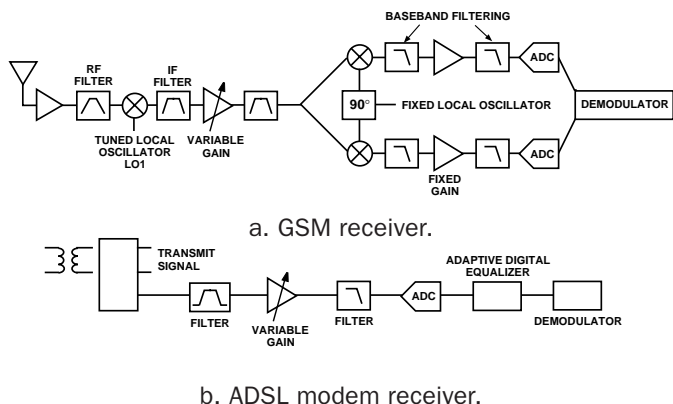 BASEBAND FILTERING
RF
FILTER
IF
FILTER
ADC
90°
FIXED LOCAL OSCILLATOR
DEMODULATOR
TUNED LOCAL
OSCILLATOR
LO1
VARIABLE
GAIN
FIXED
GAIN
ADC
a. GSM receiver.
TRANSMIT
SIGNAL
ADAPTIVE DIGITAL
EQUALIZER
ADC
FILTER
VARIABLE
GAIN
FILTER
DEMODULATOR
b. ADSL modem receiver.